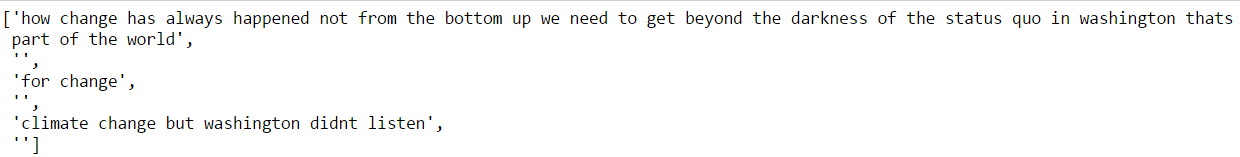 ['how change has always happened not from the bottom up we need to get beyond the darkness of the status quo in washington thats
part of the world',
'',
'for change',
'',
'climate change but washington didnt listen',
'']